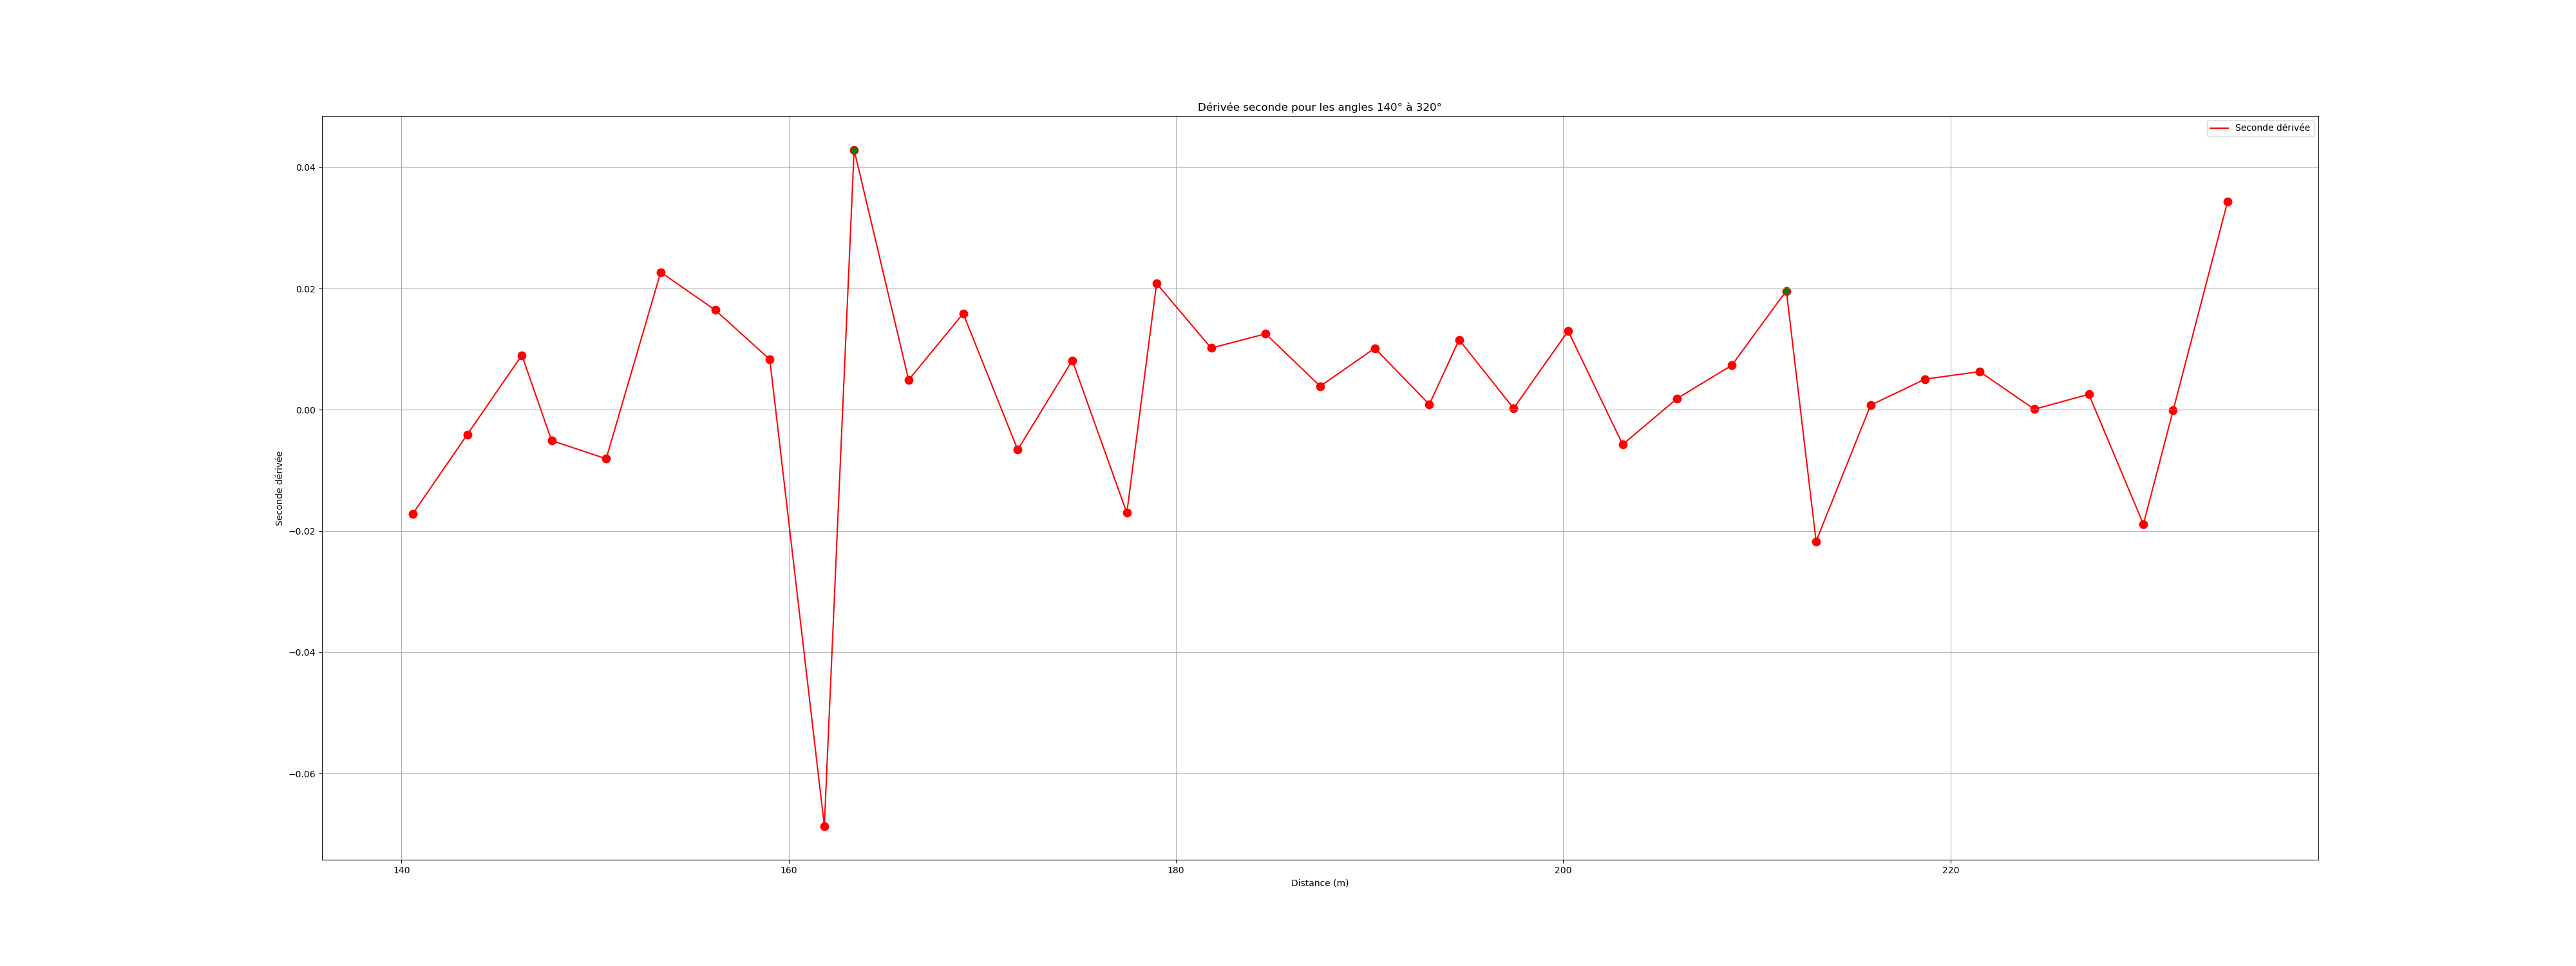 Dérivée seconde pour les angles 140° à 320°
Seconde dérivée
0.04
0.02
0.00
−0.02
−0.04
−0.06
Seconde dérivée
140
160
180
200
220
Distance (m)